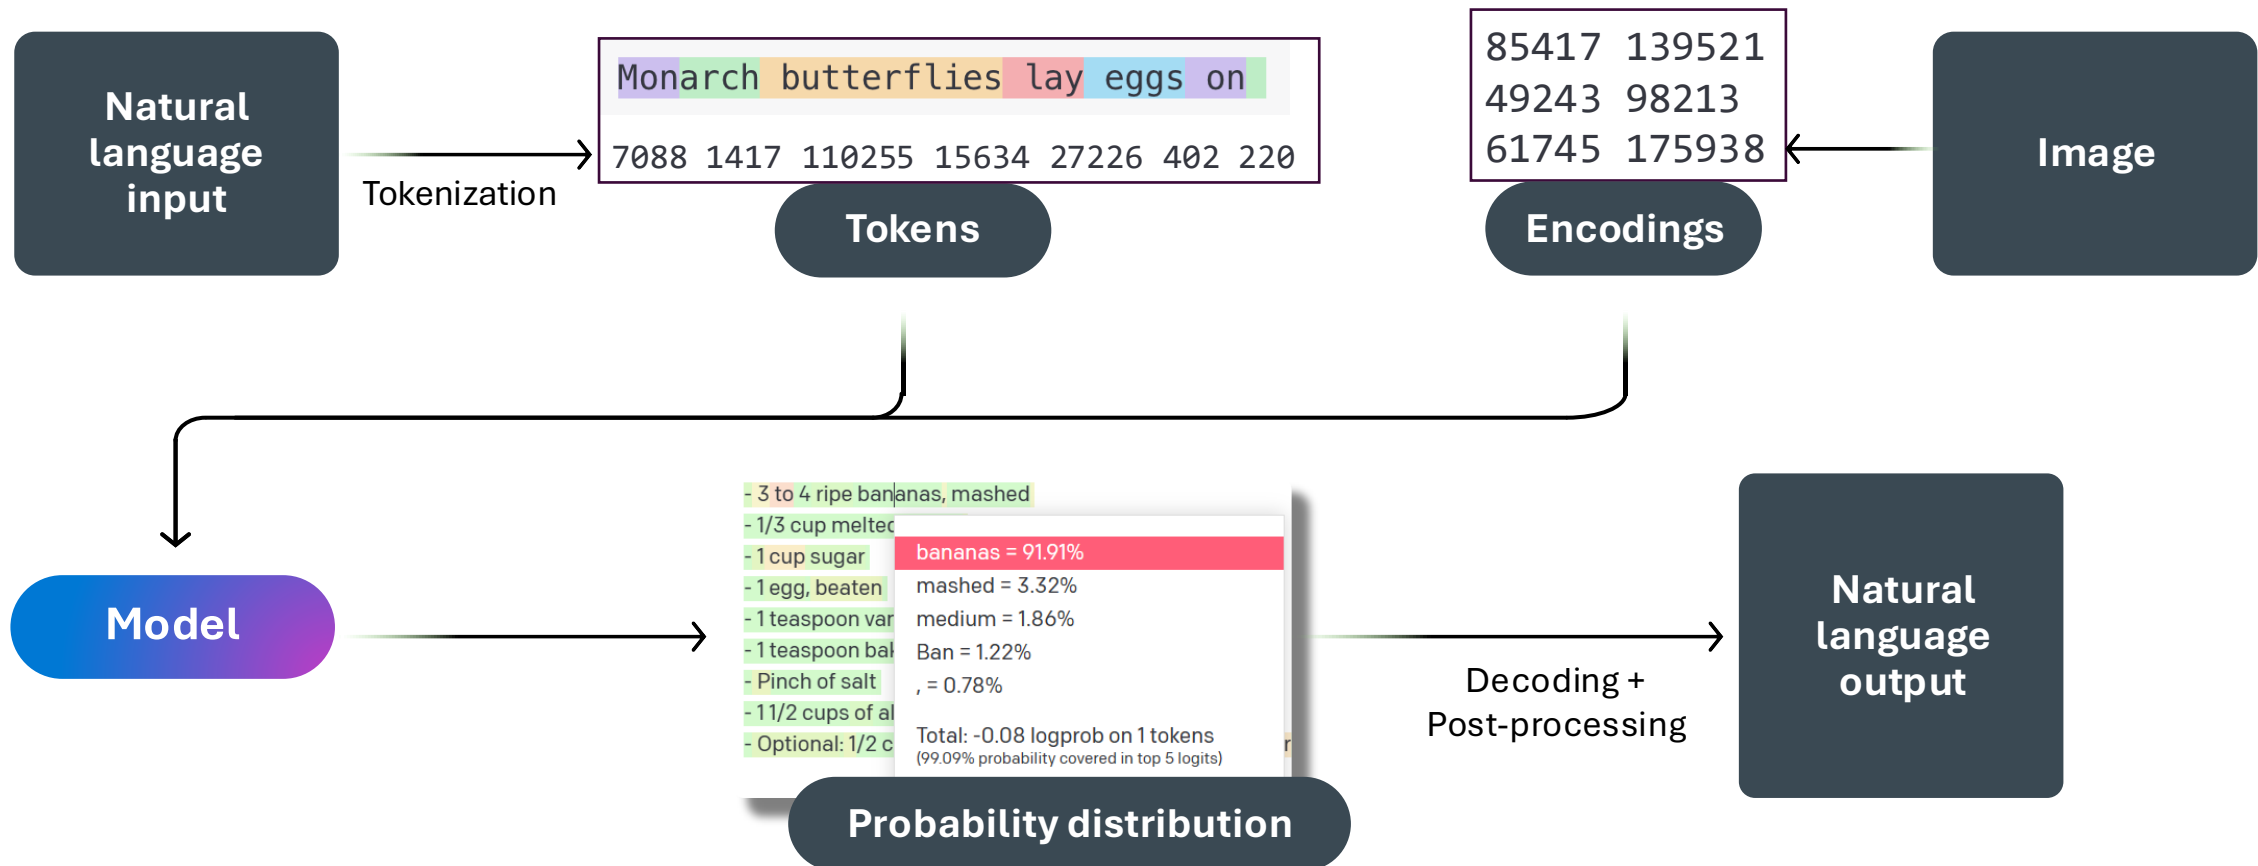 Natural
language
input
Tokenization
Monarch butterflies lay eggs on
7088 1417 110255 15634 27226 402 220
Tokens
85417 139521
49243 98213
61745 175938
Encodings
Image
Model
- 3 to 4 ripe bananas, mashed
- 1/3 cup melted
- 1 cup sugar
- 1 egg, beaten
- 1 teaspoon
- 1 teaspoon
- Pinch of salt
- 1 1/2 cups of
- Optional: 1/2
bananas = 91.91%
mashed = 3.32%
medium = 1.86%
Ban = 1.22%
, = 0.78%
Total: -0.08 logprob on 1 tokens
(99.09% probability covered in top 5 logits)
Probability distribution
Decoding +
Post-processing
Natural
language
output